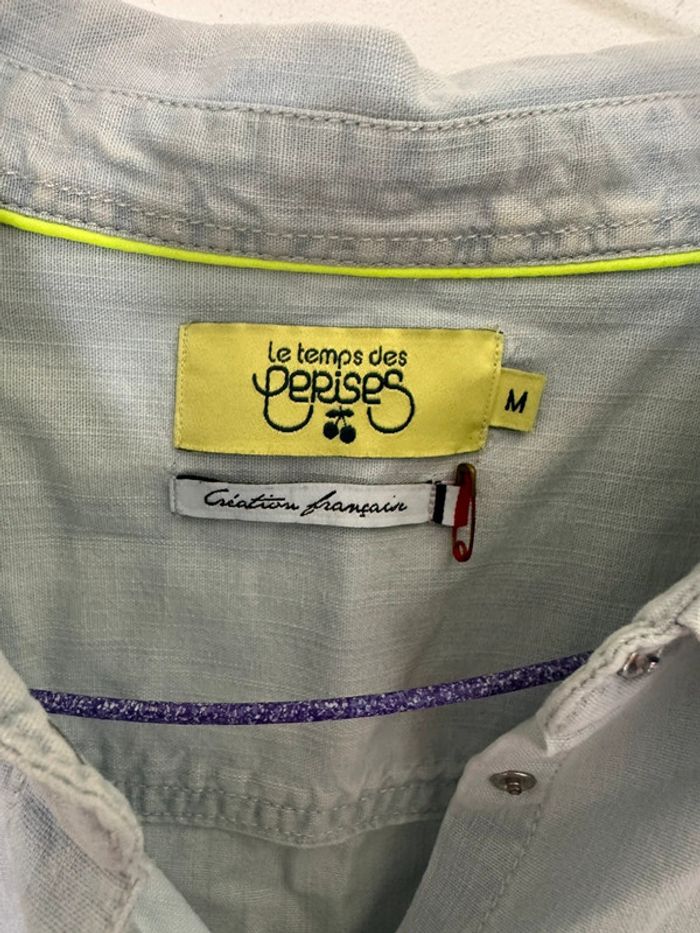 Le temps des
Cerises
M
Création française